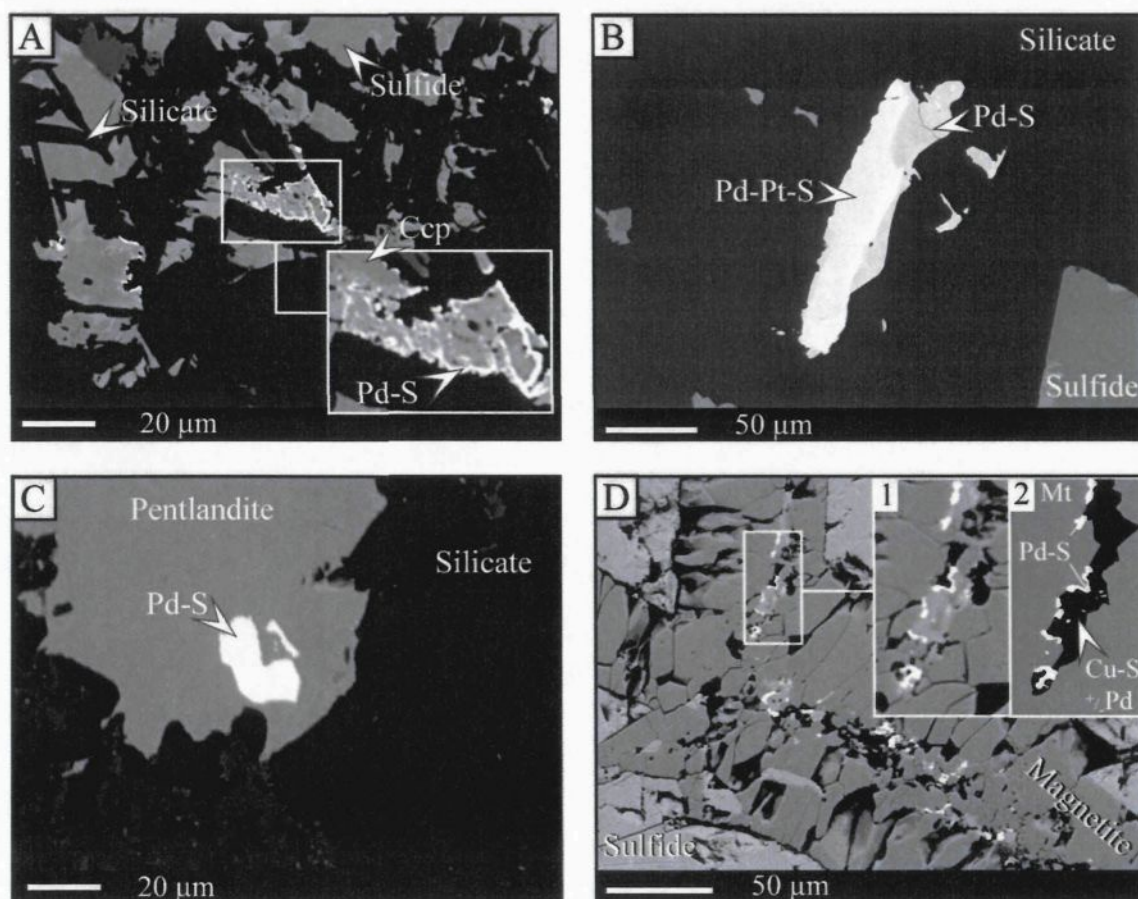 A
Sulfide
Silicate
Ccp
Pd-S
20 μm
B
Silicate
Pd-S
Pd-Pt-S
Sulfide
50 μm
C
Pentlandite
Silicate
Pd-S
20 μm
D
1
2
Mt
Pd-S
Cu-S
+/- Pd
Magnetite
Sulfide
50 μm